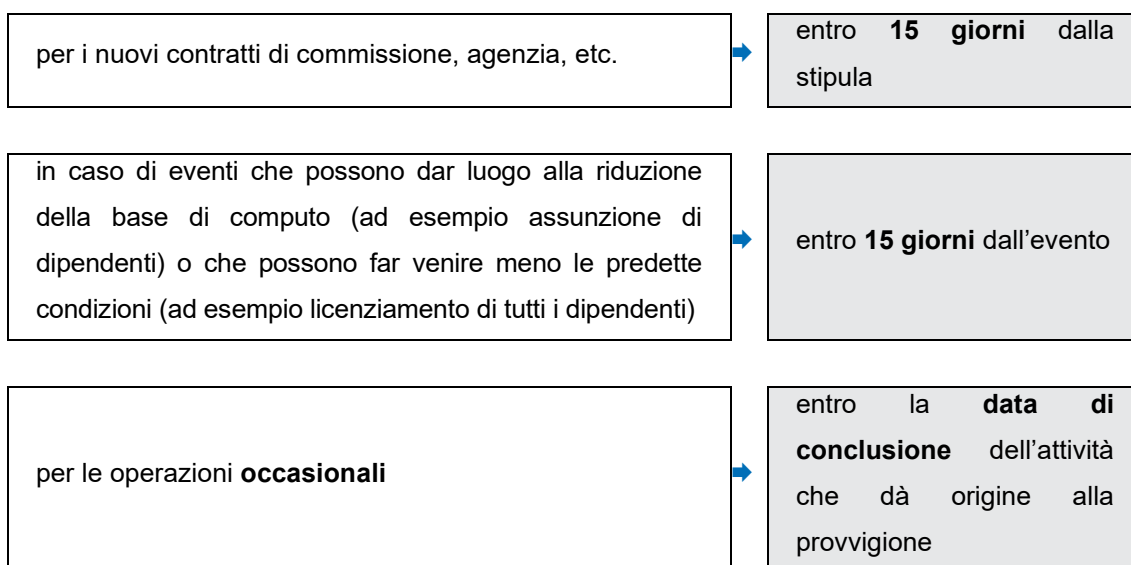 per i nuovi contratti di commissione, agenzia, etc.
entro 15 giorni dalla
stipula
in caso di eventi che possono dar luogo alla riduzione
della base di computo (ad esempio assunzione di
dipendenti) o che possono far venire meno le predette
condizioni (ad esempio licenziamento di tutti i dipendenti)
entro 15 giorni dall’evento
per le operazioni occasionali
entro la data di
conclusione dell’attività
che dà origine alla
provvigione